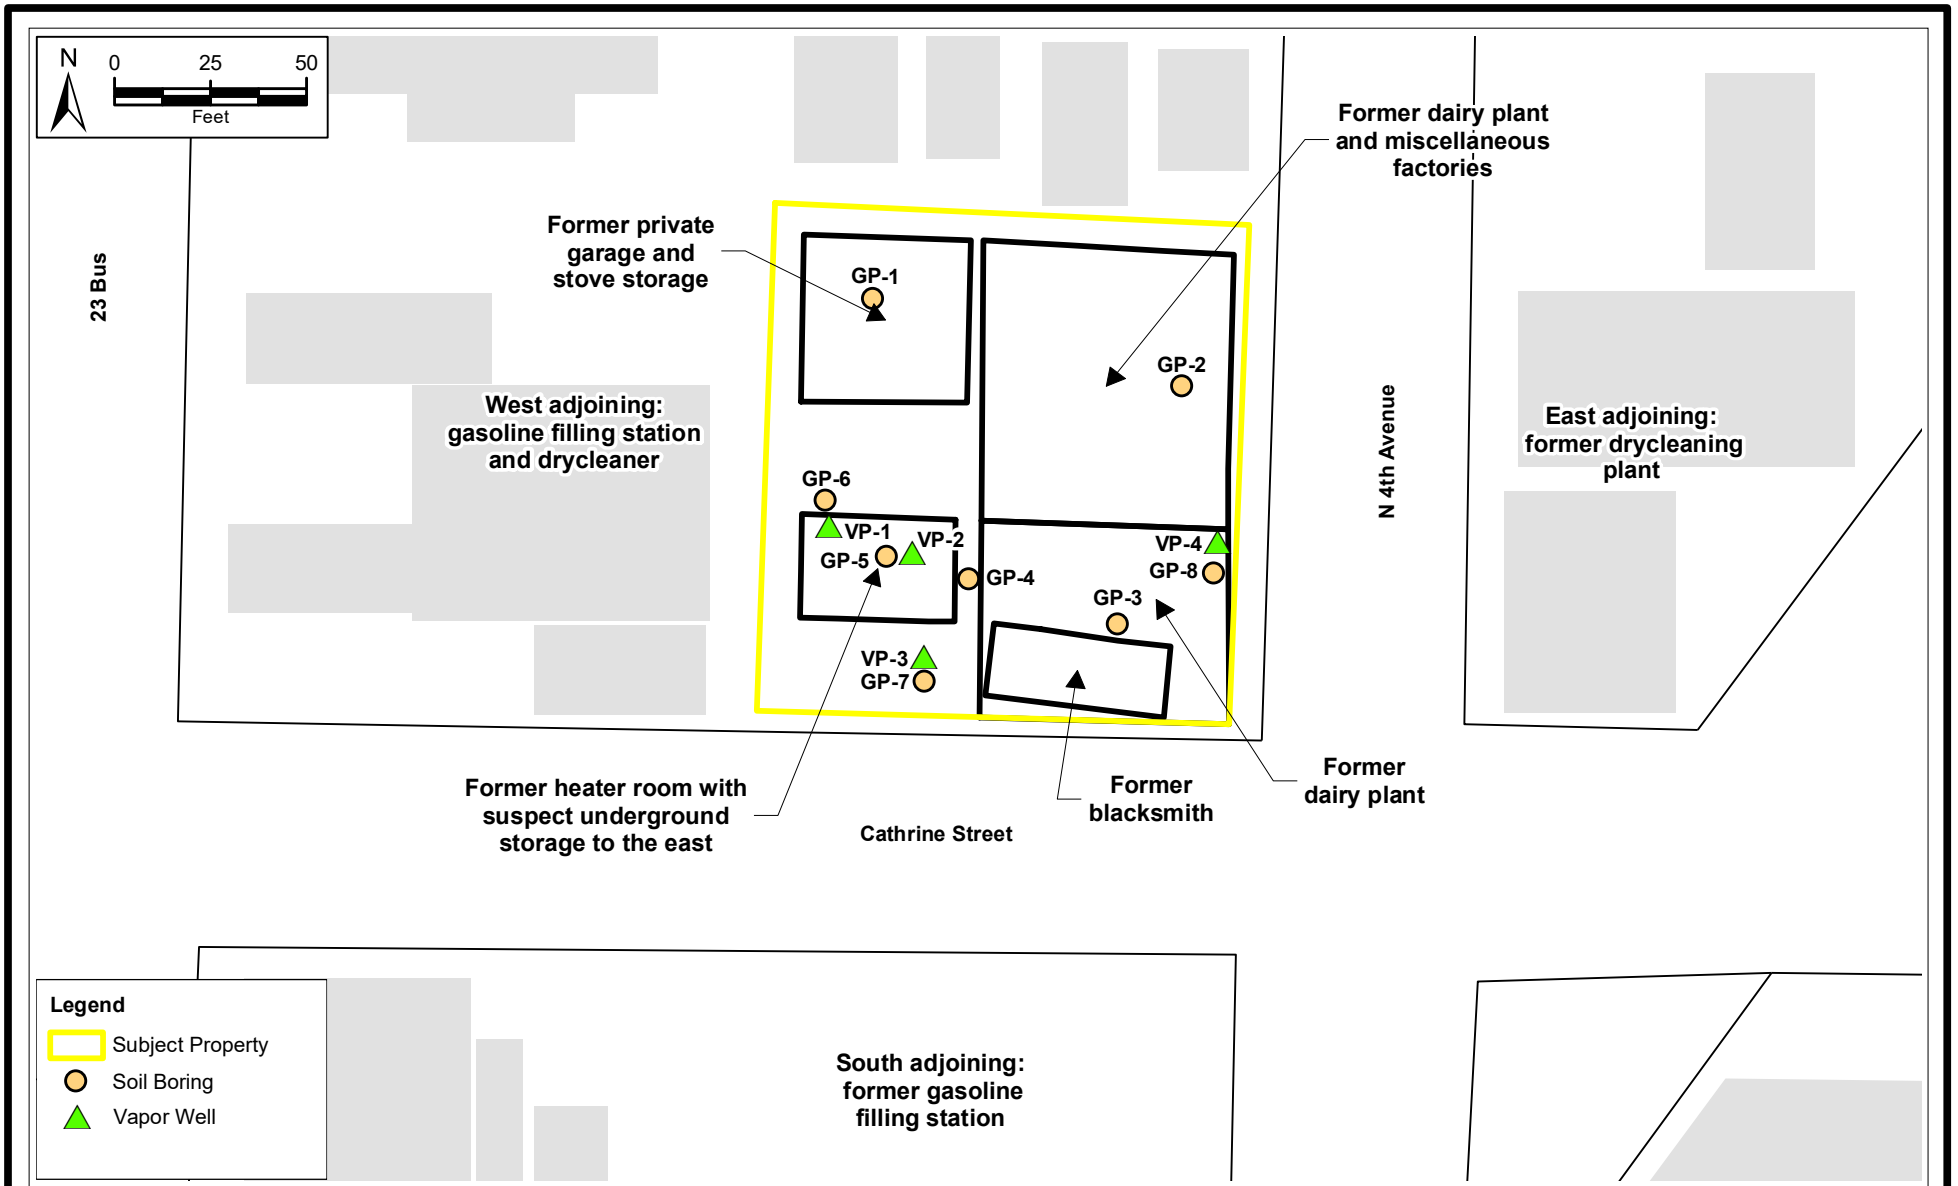 N
0 25 50
Feet
Former dairy plant
and miscellaneous
factories
Former private
garage and
stove storage
23 Bus
GP-1
GP-2
West adjoining:
gasoline filling station
and drycleaner
N 4th Avenue
East adjoining:
former drycleaning
plant
GP-6
VP-1
VP-2
GP-5
GP-4
VP-4
GP-8
GP-3
VP-3
GP-7
Former heater room with
suspect underground
storage to the east
Former
blacksmith
Former
dairy plant
Cathrine Street
Legend
Subject Property
Soil Boring
Vapor Well
South adjoining:
former gasoline
filling station